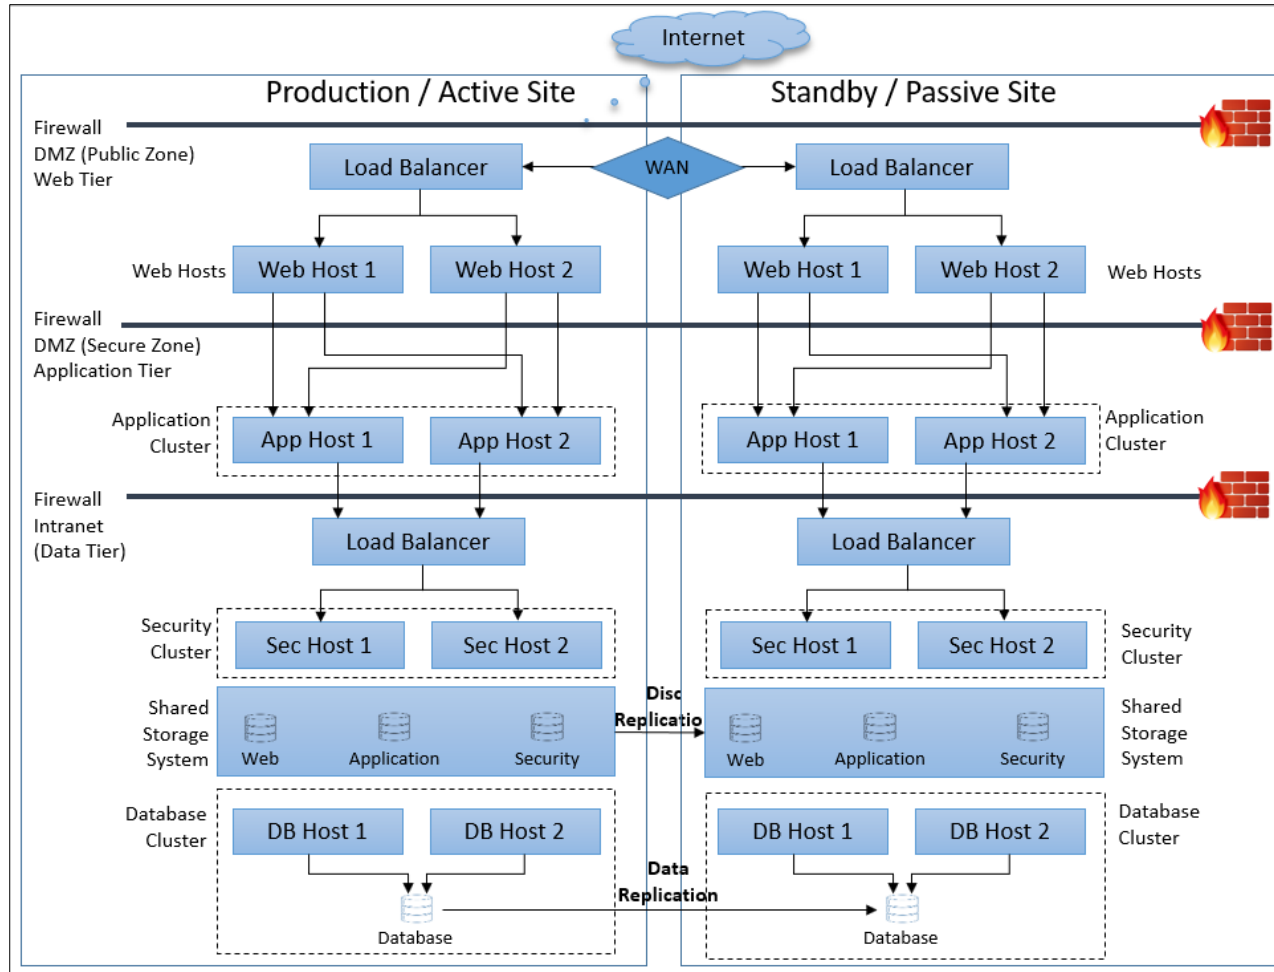 Internet
Production / Active Site
Standby / Passive Site
Firewall
DMZ (Public Zone)
Web Tier
Load Balancer
WAN
Load Balancer
Web Hosts
Web Host 1
Web Host 2
Web Host 1
Web Host 2
Web Hosts
Firewall
DMZ (Secure Zone)
Application Tier
Application
Cluster
App Host 1
App Host 2
App Host 1
App Host 2
Application
Cluster
Firewall
Intranet
(Data Tier)
Load Balancer
Load Balancer
Security
Cluster
Sec Host 1
Sec Host 2
Sec Host 1
Sec Host 2
Security
Cluster
Shared
Storage
System
Web
Application
Security
Disc
Replicatio
Web
Application
Security
Shared
Storage
System
Database
Cluster
DB Host 1
DB Host 2
Database
Data
Replication
DB Host 1
DB Host 2
Database
Database
Cluster